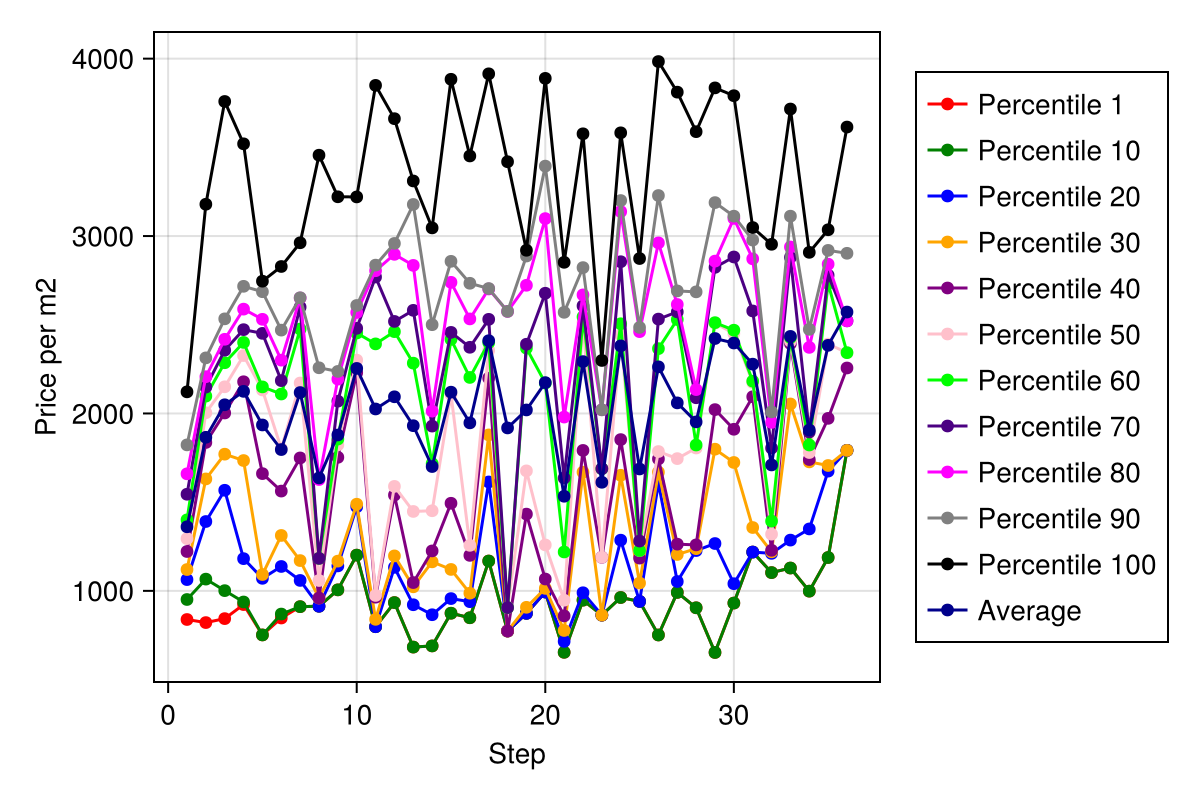 4000
3000
2000
1000
Price per m2
0
10
20
30
Step
Percentile 1
Percentile 10
Percentile 20
Percentile 30
Percentile 40
Percentile 50
Percentile 60
Percentile 70
Percentile 80
Percentile 90
Percentile 100
Average